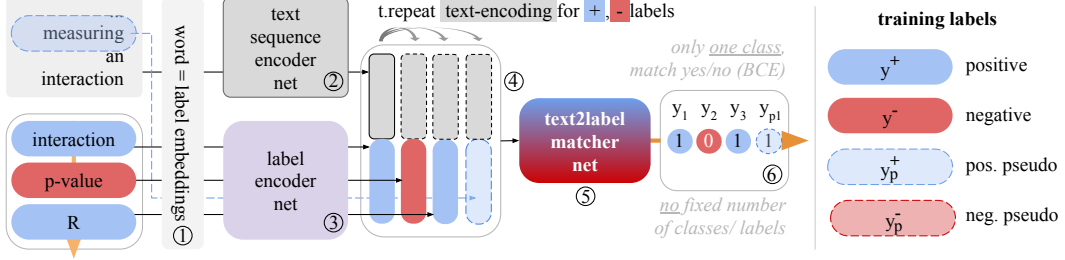 t.repeat text-encoding for + , - labels
measuring
an
interaction
interaction
p-value
R
word = label embeddings ①
text
sequence
encoder
net
②
label
encoder
net
③
④
text2label
matcher
net
⑤
only one class,
match yes/no (BCE)
y1 y2 y3 yp1
1 0 1 1
⑥
no fixed number
of classes/ labels
training labels
y+ positive
y- negative
yp+ pos. pseudo
yp- neg. pseudo